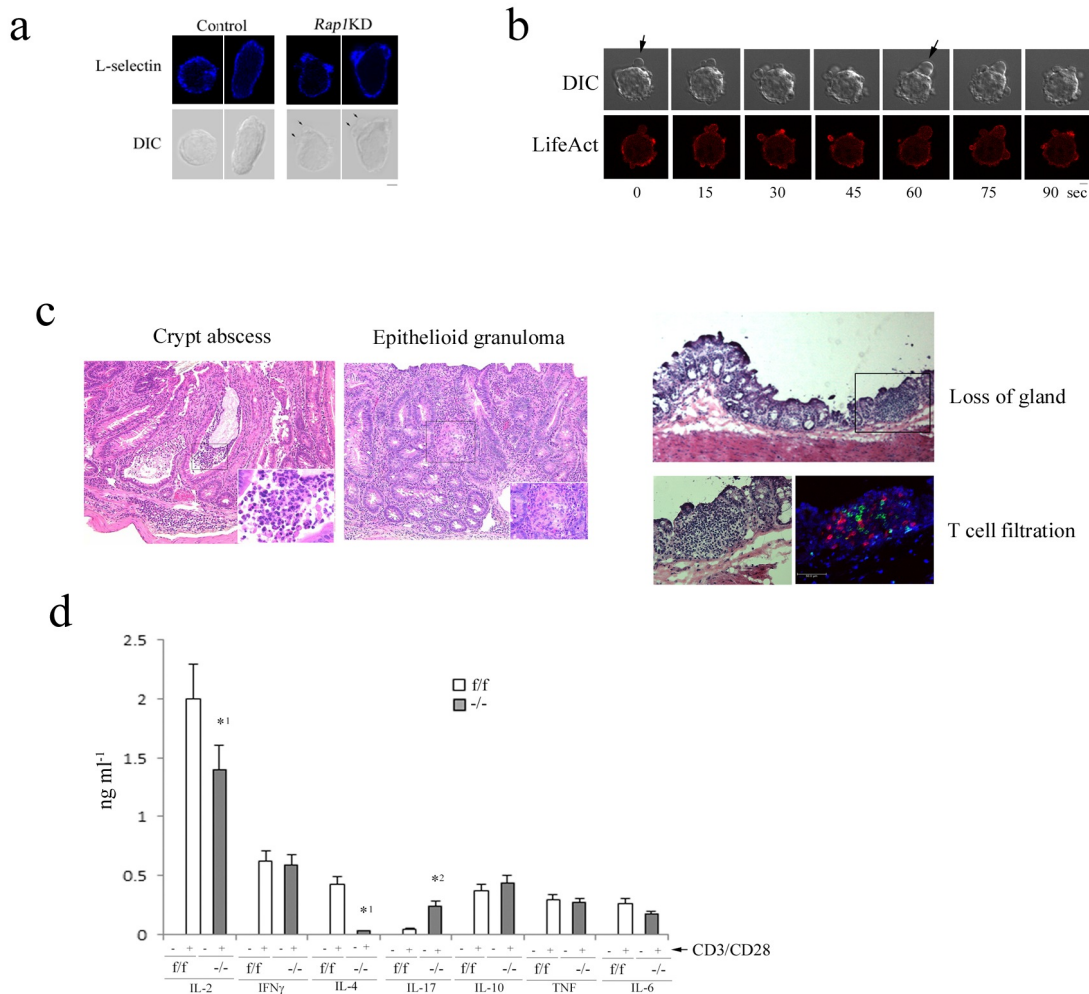 a
Control
Rap1KD
L-selectin
DIC
b
DIC
LifeAct
0 15 30 45 60 75 90 sec
c
Crypt abscess
Epithelioid granuloma
Loss of gland
T cell filtration
d
ng ml-1
2.5
2
1.5
1
0.5
0
f/f
-/-
*1
*1
*2
- + - + - + - + - + - + - + - + - + - + - + - + - + - +
CD3/CD28
f/f -/- f/f -/- f/f -/- f/f -/- f/f -/- f/f -/- f/f -/-
IL-2 IFNγ IL-4 IL-17 IL-10 TNF IL-6